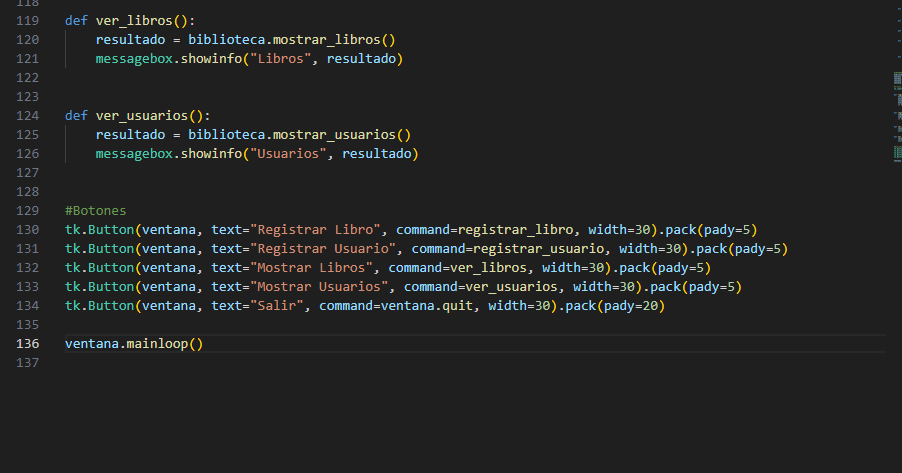 118
119 def ver_libros():
120     resultado = biblioteca.mostrar_libros()
121     messagebox.showinfo("Libros", resultado)
122
123
124 def ver_usuarios():
125     resultado = biblioteca.mostrar_usuarios()
126     messagebox.showinfo("Usuarios", resultado)
127
128
129 #Botones
130 tk.Button(ventana, text="Registrar Libro", command=registrar_libro, width=30).pack(pady=5)
131 tk.Button(ventana, text="Registrar Usuario", command=registrar_usuario, width=30).pack(pady=5)
132 tk.Button(ventana, text="Mostrar Libros", command=ver_libros, width=30).pack(pady=5)
133 tk.Button(ventana, text="Mostrar Usuarios", command=ver_usuarios, width=30).pack(pady=5)
134 tk.Button(ventana, text="Salir", command=ventana.quit, width=30).pack(pady=20)
135
136 ventana.mainloop()
137